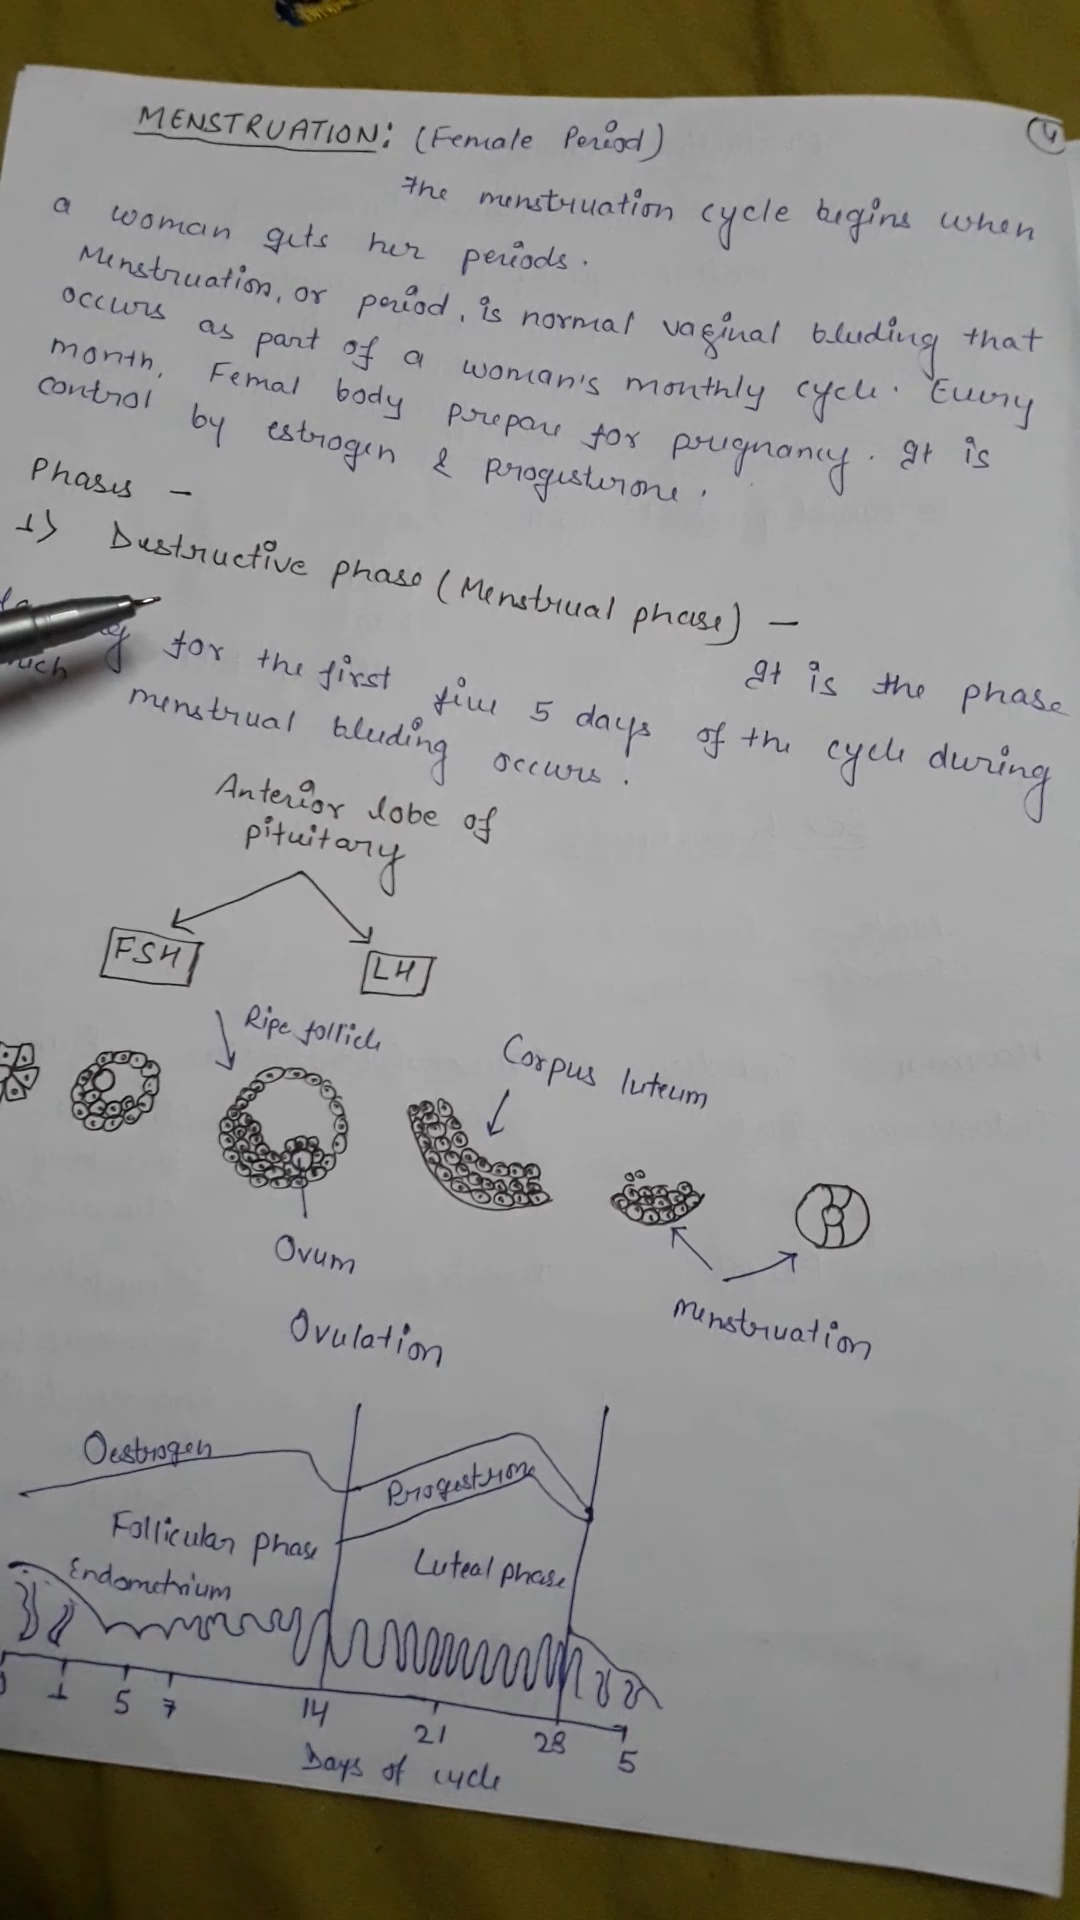 MENSTRUATION: (Female Period)
4
The menstruation cycle begins when
a woman gets her periods.
Menstruation, or period, is normal vaginal bleeding that
occurs as part of a woman's monthly cycle. Every
month, Femal body prepare for pregnancy. It is
control by estrogen & progesterone.
Phases -
1) Destructive phase (Menstrual phase) -
It is the phase
for the first five 5 days of the cycle during
menstrual bleeding occurs.
Anterior lobe of
pituitary
FSH
LH
Ripe follicle
Corpus luteum
Ovum
menstruation
Ovulation
Oestrogen
Progestrone
Follicular phase
Luteal phase
Endometrium
1 5 7 14 21 28 5
Days of cycle